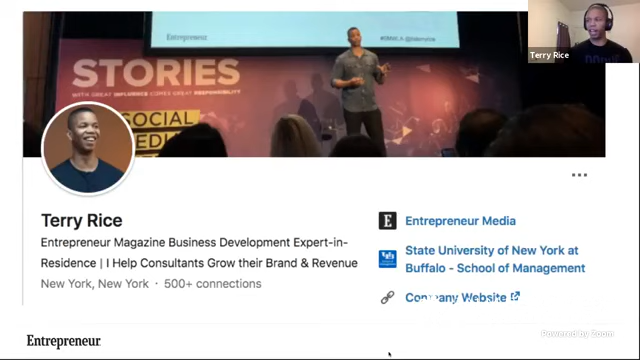 Entrepreneur
#SMWLA @terryrice
STORIES
WITH GREAT INFLUENCE COMES GREAT RESPONSIBILITY
SOCIAL
MEDIA
Terry Rice
Terry Rice
Entrepreneur Magazine Business Development Expert-in-
Residence | I Help Consultants Grow their Brand & Revenue
New York, New York · 500+ connections
Entrepreneur Media
State University of New York at
Buffalo - School of Management
Company Website
Powered by Zoom
Entrepreneur